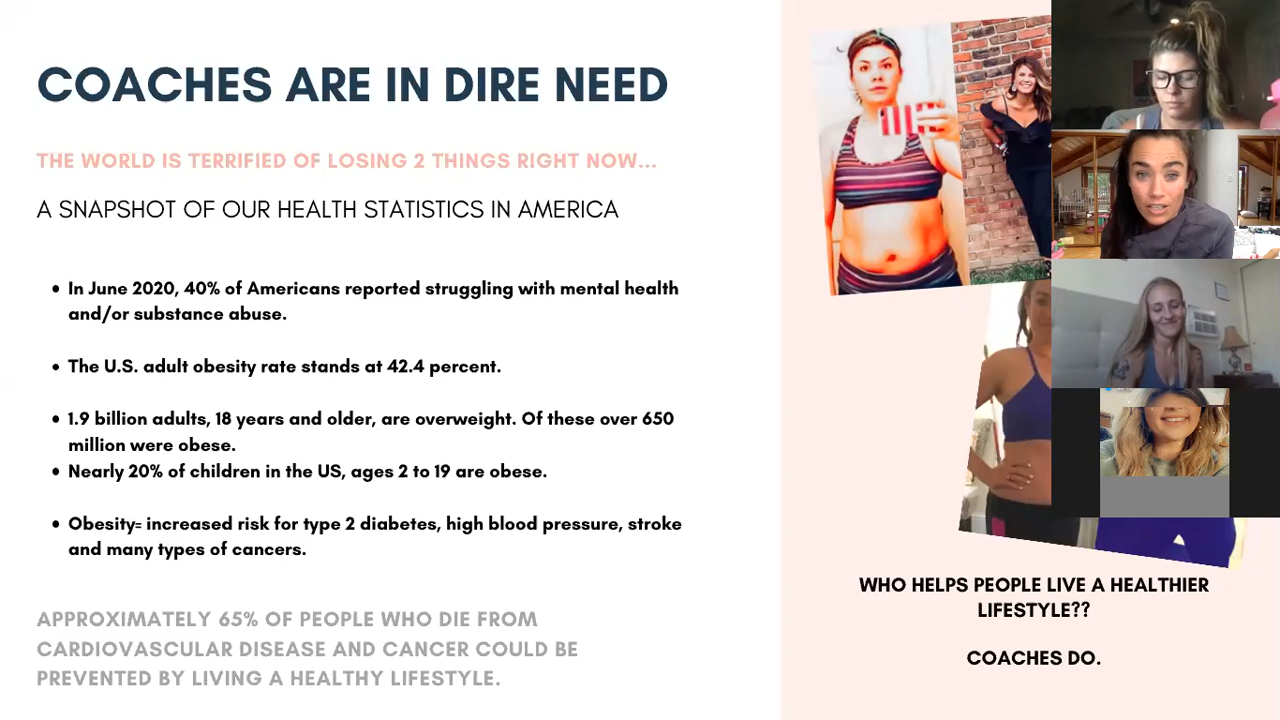 COACHES ARE IN DIRE NEED
THE WORLD IS TERRIFIED OF LOSING 2 THINGS RIGHT NOW...
A SNAPSHOT OF OUR HEALTH STATISTICS IN AMERICA
• In June 2020, 40% of Americans reported struggling with mental health
and/or substance abuse.
• The U.S. adult obesity rate stands at 42.4 percent.
• 1.9 billion adults, 18 years and older, are overweight. Of these over 650
million were obese.
• Nearly 20% of children in the US, ages 2 to 19 are obese.
• Obesity= increased risk for type 2 diabetes, high blood pressure, stroke
and many types of cancers.
APPROXIMATELY 65% OF PEOPLE WHO DIE FROM
CARDIOVASCULAR DISEASE AND CANCER COULD BE
PREVENTED BY LIVING A HEALTHY LIFESTYLE.
WHO HELPS PEOPLE LIVE A HEALTHIER
LIFESTYLE??
COACHES DO.